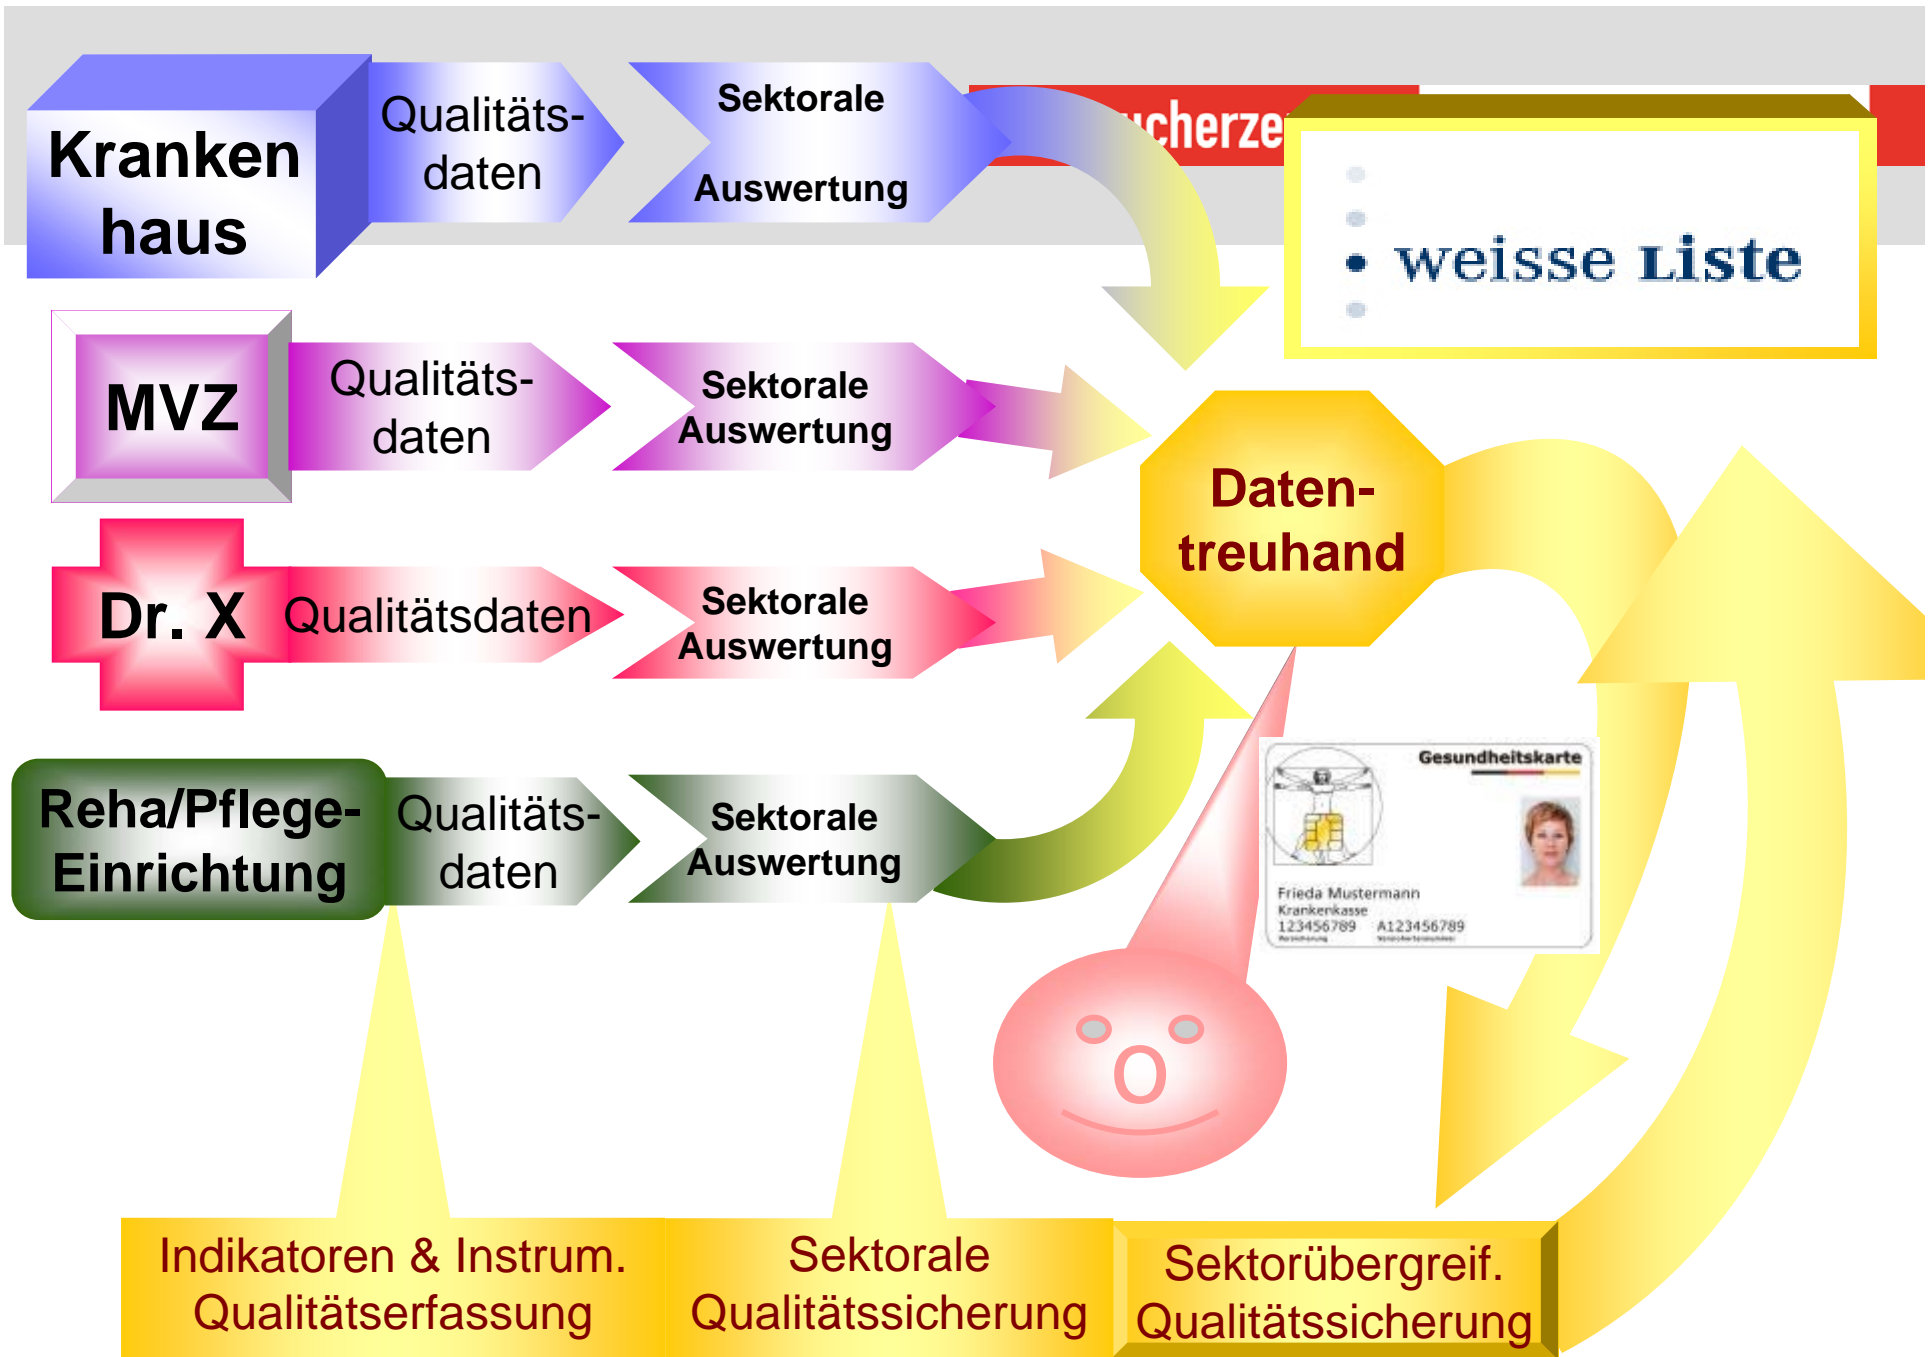 Kranken
haus
Qualitäts-
daten
Sektorale
Auswertung
cherze
weisse Liste
MVZ
Qualitäts-
daten
Sektorale
Auswertung
Daten-
treuhand
Dr. X
Qualitätsdaten
Sektorale
Auswertung
Reha/Pflege-
Einrichtung
Qualitäts-
daten
Sektorale
Auswertung
Gesundheitskarte
Frieda Mustermann
Krankenkasse
123456789 A123456789
Indikatoren & Instrum.
Qualitätserfassung
Sektorale
Qualitätssicherung
Sektorübergreif.
Qualitätssicherung